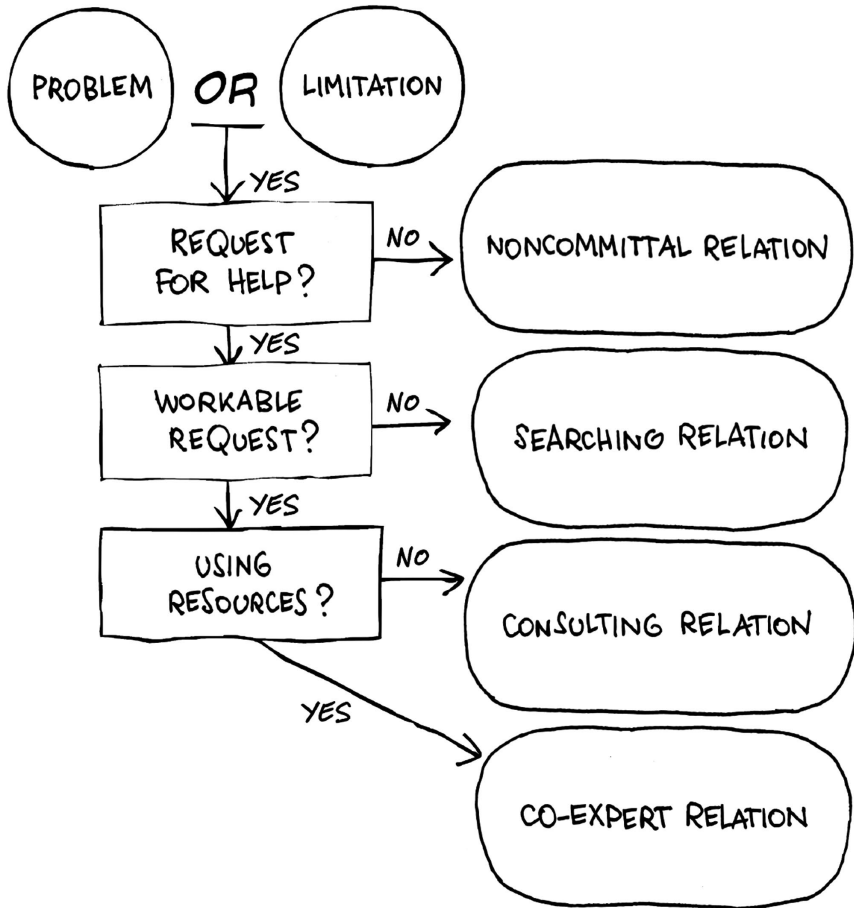 PROBLEM
OR
LIMITATION
YES
REQUEST
FOR HELP?
NO
NONCOMMITTAL RELATION
YES
WORKABLE
REQUEST?
NO
SEARCHING RELATION
YES
USING
RESOURCES?
NO
CONSULTING RELATION
YES
CO-EXPERT RELATION